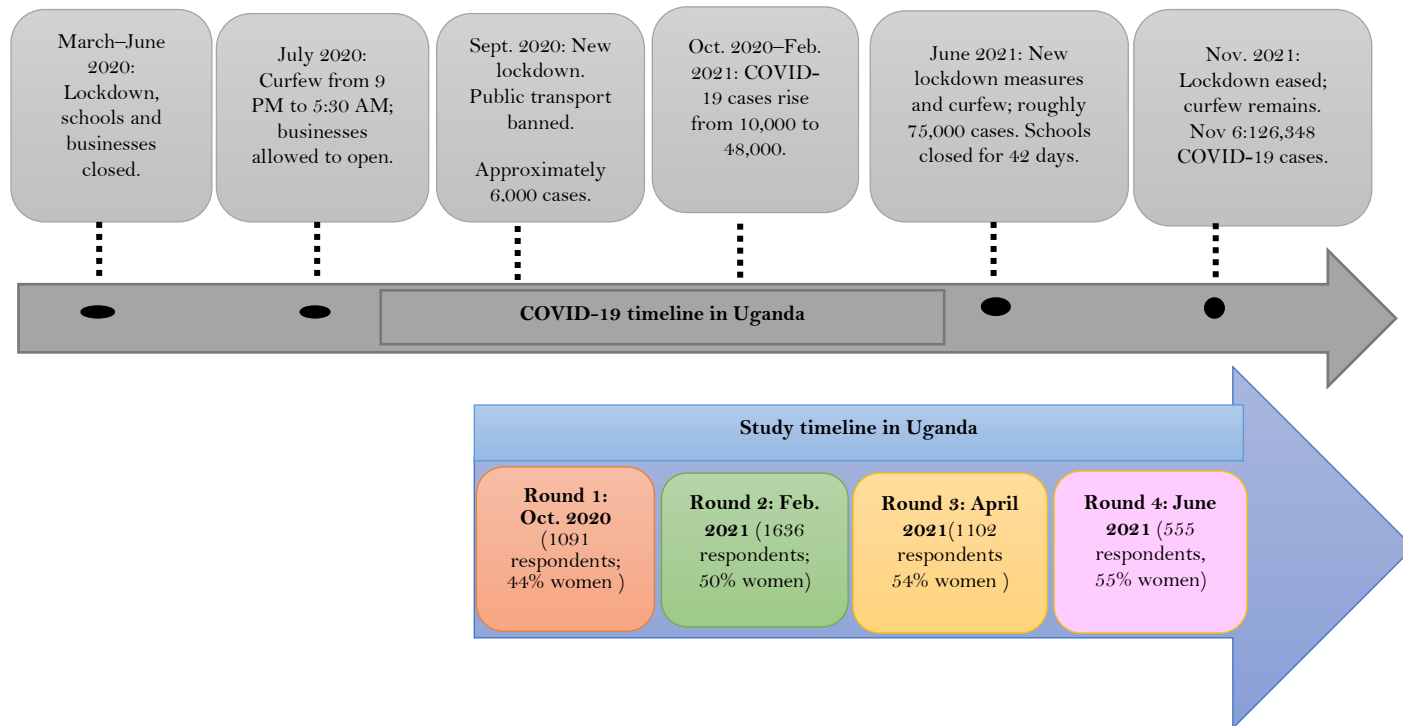 March–June
2020:
Lockdown,
schools and
businesses
closed.
July 2020:
Curfew from 9
PM to 5:30 AM;
businesses
allowed to open.
Sept. 2020: New
lockdown.
Public transport
banned.
Approximately
6,000 cases.
Oct. 2020–Feb.
2021: COVID-
19 cases rise
from 10,000 to
48,000.
June 2021: New
lockdown measures
and curfew; roughly
75,000 cases. Schools
closed for 42 days.
Nov. 2021:
Lockdown eased;
curfew remains.
Nov 6:126,348
COVID-19 cases.
COVID-19 timeline in Uganda
Study timeline in Uganda
Round 1:
Oct. 2020
(1091
respondents;
44% women )
Round 2: Feb.
2021 (1636
respondents;
50% women)
Round 3: April
2021(1102
respondents
54% women )
Round 4: June
2021 (555
respondents,
55% women)